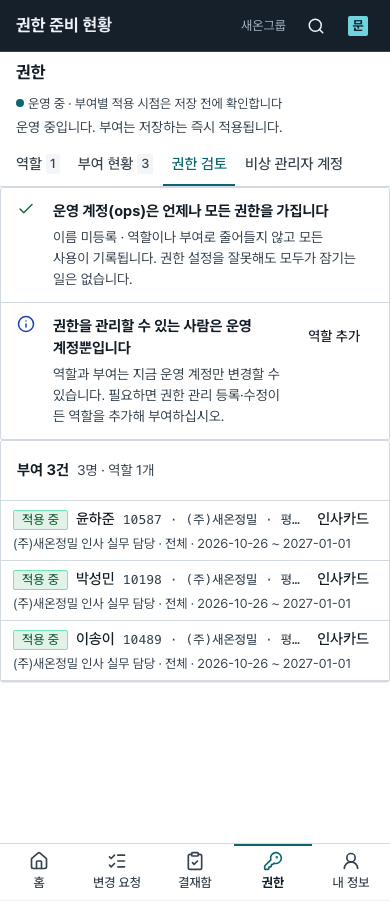 권한 준비 현황
새온그룹
문
권한
운영 중 · 부여별 적용 시점은 저장 전에 확인합니다
운영 중입니다. 부여는 저장하는 즉시 적용됩니다.
역할 1 부여 현황 3 권한 검토 비상 관리자 계정
운영 계정(ops)은 언제나 모든 권한을 가집니다
이름 미등록 · 역할이나 부여로 줄어들지 않고 모든
사용이 기록됩니다. 권한 설정을 잘못해도 모두가 잠기는
일은 없습니다.
권한을 관리할 수 있는 사람은 운영
계정뿐입니다
역할 추가
역할과 부여는 지금 운영 계정만 변경할 수
있습니다. 필요하면 권한 관리 등록·수정이
든 역할을 추가해 부여하십시오.
부여 3건 3명 · 역할 1개
적용 중 윤하준 10587 · (주)새온정밀 · 평… 인사카드
(주)새온정밀 인사 실무 담당 · 전체 · 2026-10-26 ~ 2027-01-01
적용 중 박성민 10198 · (주)새온정밀 · 평… 인사카드
(주)새온정밀 인사 실무 담당 · 전체 · 2026-10-26 ~ 2027-01-01
적용 중 이송이 10489 · (주)새온정밀 · 평… 인사카드
(주)새온정밀 인사 실무 담당 · 전체 · 2026-10-26 ~ 2027-01-01
홈 변경 요청 결재함 권한 내 정보